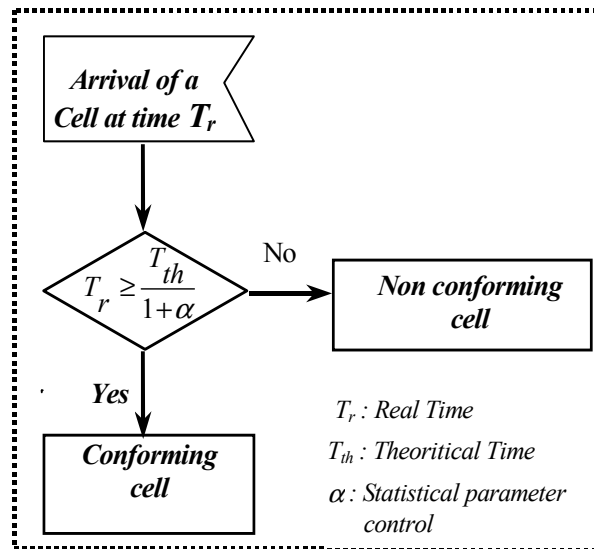 Arrival of a
Cell at time T_r
No
T_r ≥ T_th / 1+α
Non conforming
cell
Yes
Conforming
cell
T_r : Real Time
T_th : Theoritical Time
α : Statistical parameter
control